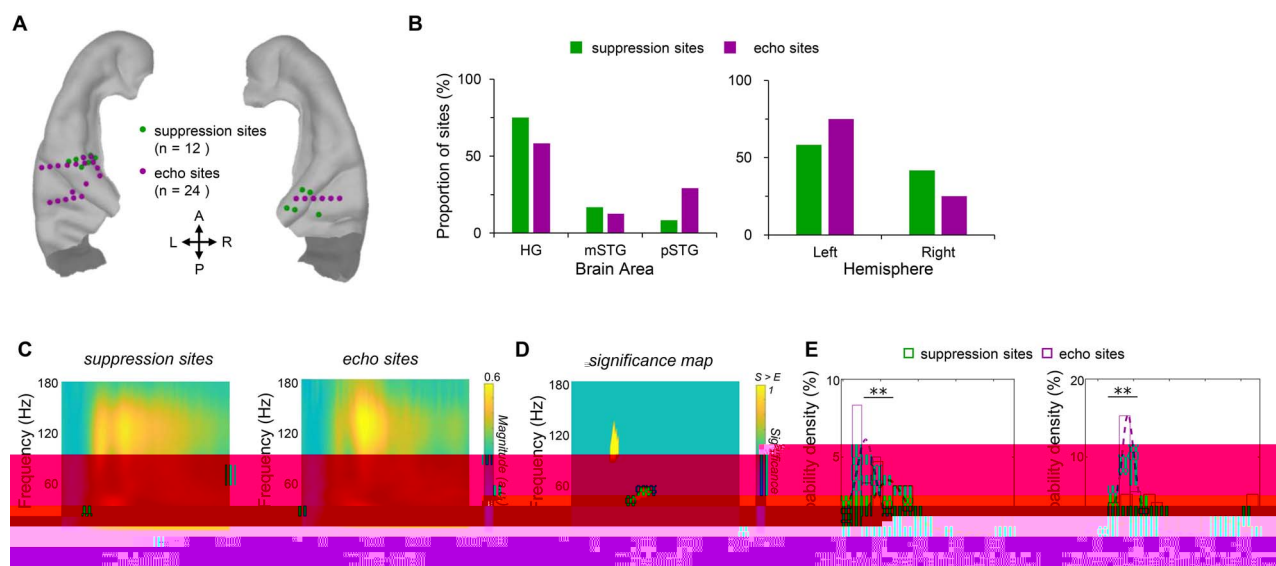 A
suppression sites
(n = 12 )
echo sites
(n = 24 )
A
L R
P
B
suppression sites echo sites
Proportion of sites (%)
100
50
0
HG mSTG pSTG
Brain Area
100
50
0
Left Right
Hemisphere
C
suppression sites
echo sites
Frequency (Hz)
180
120
60
Frequency (Hz)
180
120
60
0.6
Magnitude
D
significance map
Frequency (Hz)
180
120
60
S > E
1
Significance
E
suppression sites echo sites
density (%)
10
5
**
density (%)
20
10
**